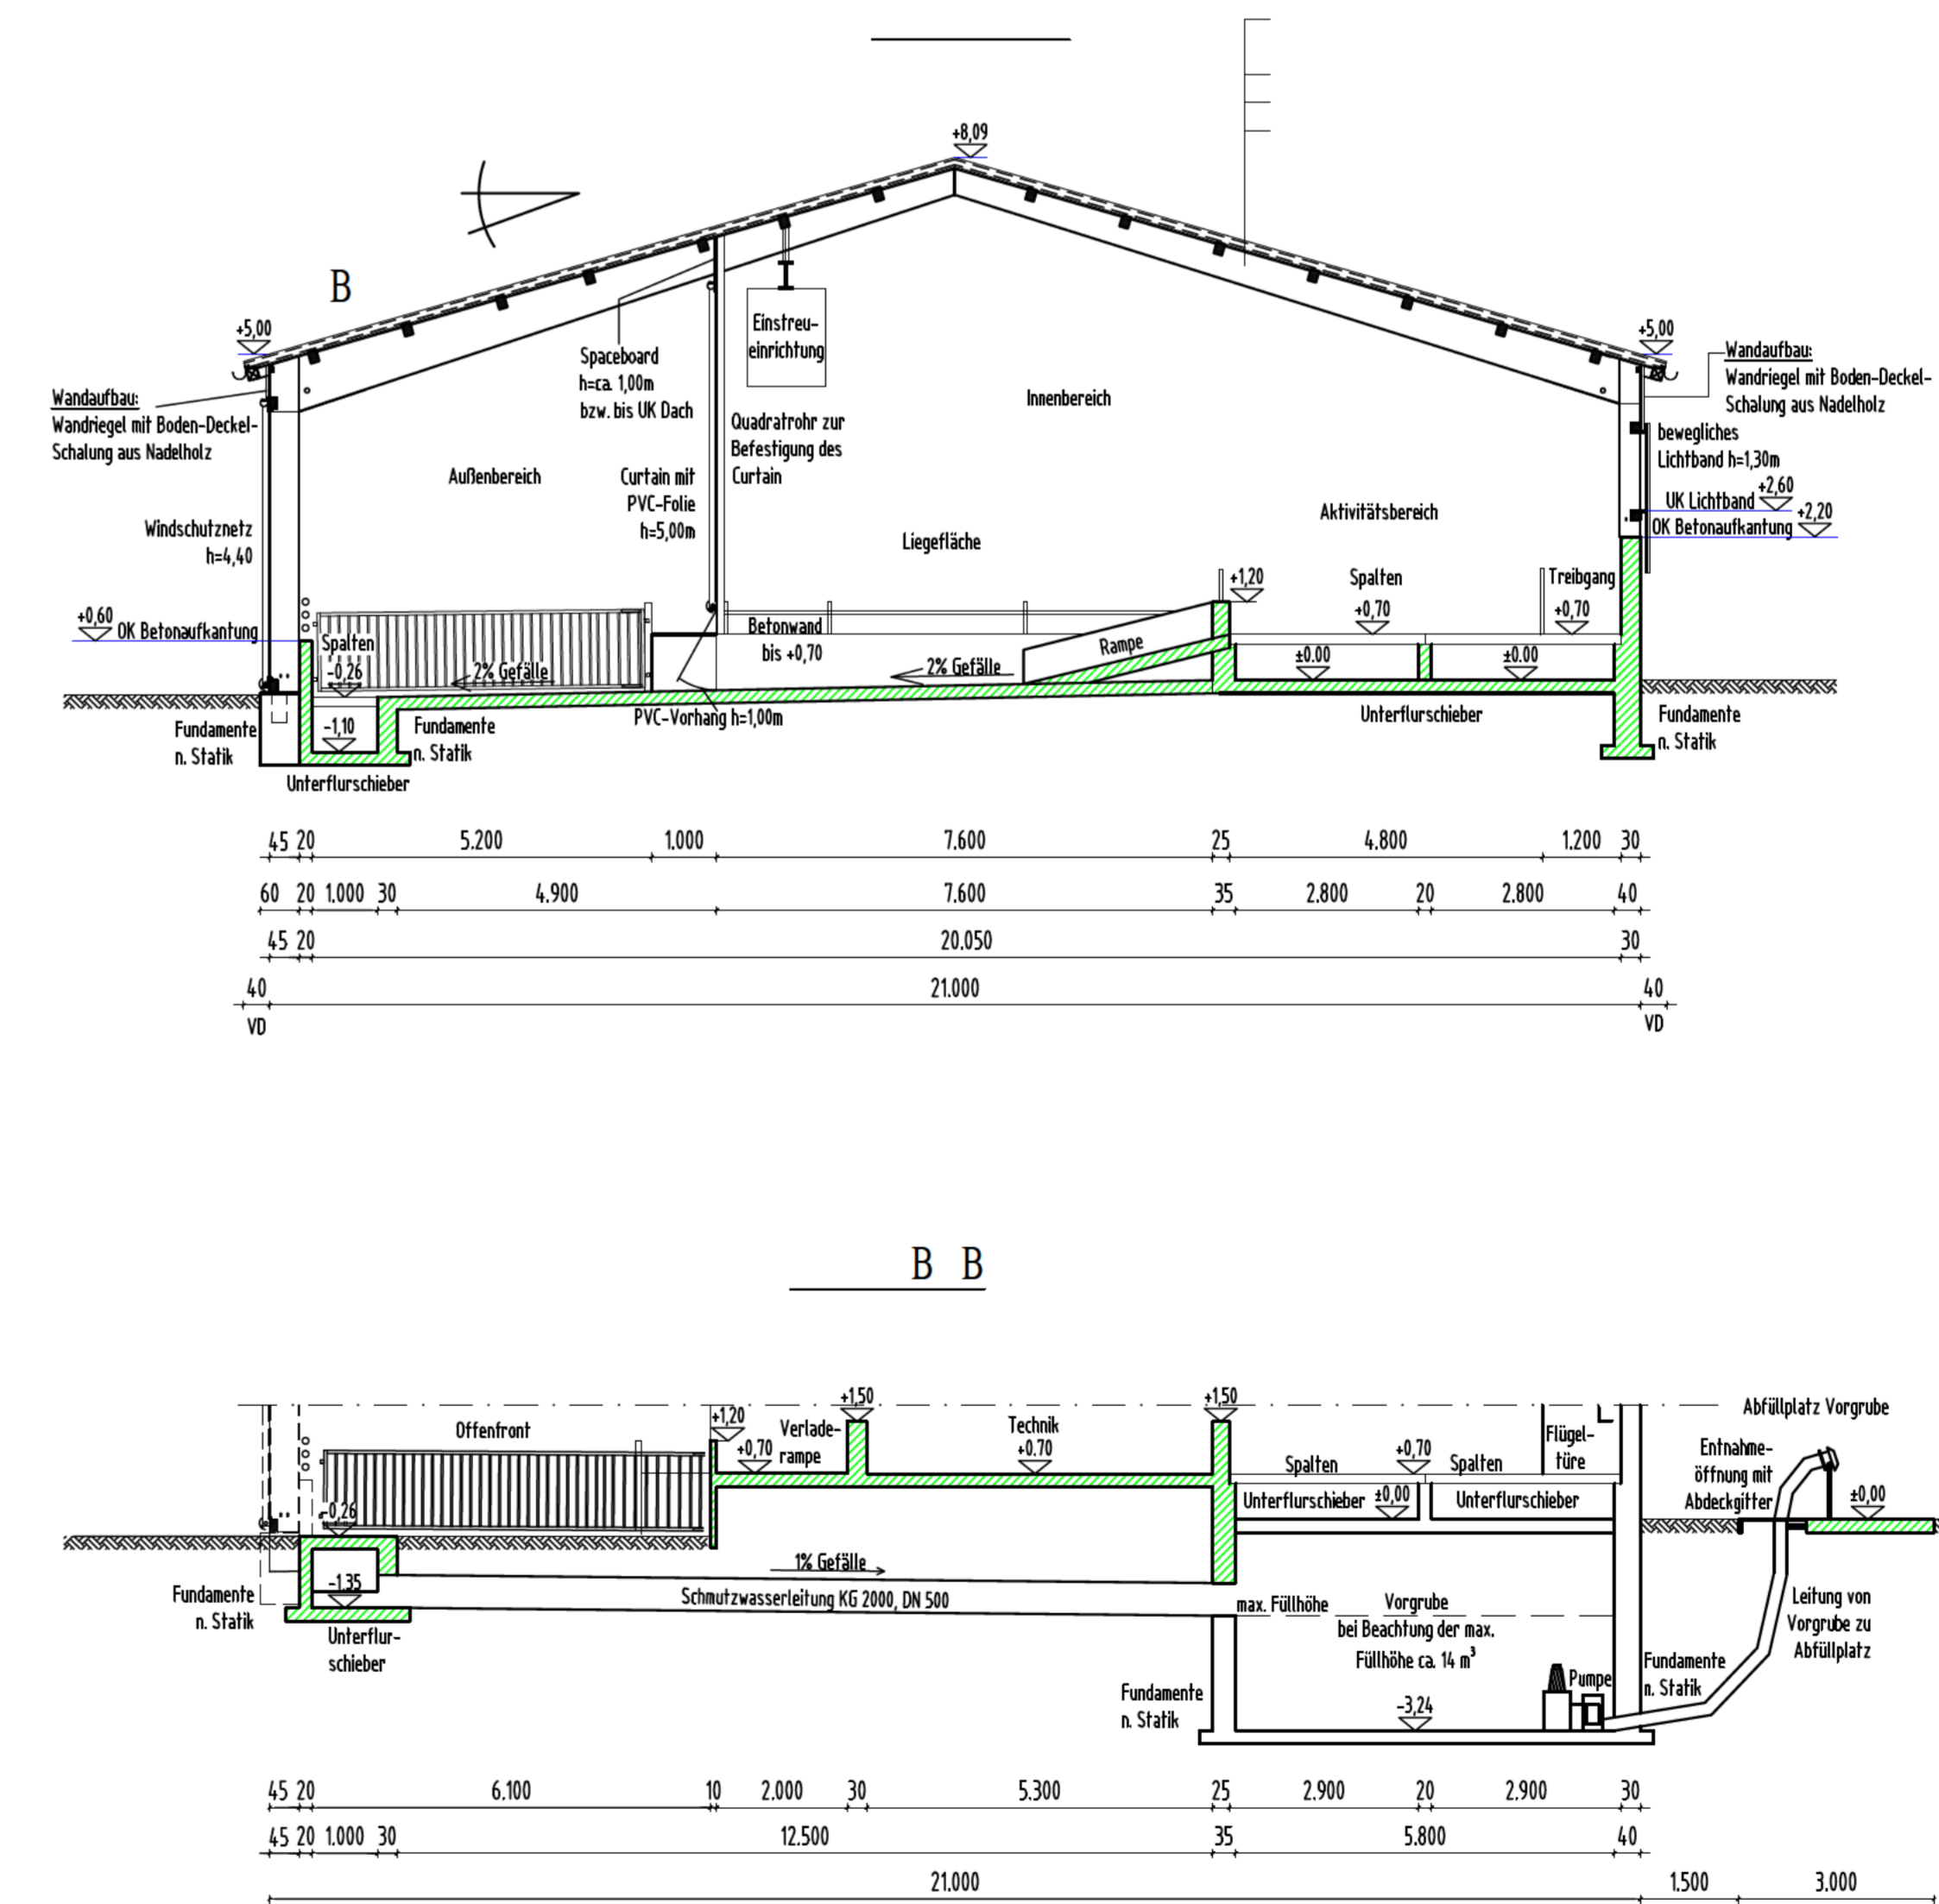 +8,09
B
+5,00
+5,00
Wandaufbau:
Wandriegel mit Boden-Deckel-
Schalung aus Nadelholz
Spaceboard
h=ca. 1,00m
bzw. bis UK Dach
Einstreu-
einrichtung
Innenbereich
Wandaufbau:
Wandriegel mit Boden-Deckel-
Schalung aus Nadelholz
Quadratrohr zur
Befestigung des
Curtain
bewegliches
Lichtband h=1,30m
Außenbereich
Curtain mit
PVC-Folie
h=5,00m
UK Lichtband +2,60
OK Betonaufkantung +2,20
Aktivitätsbereich
Windschutznetz
h=4,40
Liegefläche
+1,20
Spalten
+0,70
Treibgang
+0,70
+0,60 OK Betonaufkantung
Spalten
-0,26
2% Gefälle
Betonwand
bis +0,70
2% Gefälle
Rampe
±0.00
±0.00
Fundamente
n. Statik
-1,10
Fundamente
n. Statik
PVC-Vorhang h=1,00m
Unterflurschieber
Fundamente
n. Statik
Unterflurschieber
45 20 5.200 1.000 7.600 25 4.800 1.200 30
60 20 1.000 30 4.900 7.600 35 2.800 20 2.800 40
45 20 20.050 30
40 21.000 40
VD VD
B B
Offenfront
+1,20
+0,70
Verlade-
rampe
+1,50
Technik
+0.70
+1,50
Spalten
+0,70
Spalten
Flügel-
türe
Abfüllplatz Vorgrube
Entnahme-
öffnung mit
Abdeckgitter
±0,00
-0,26
Unterflurschieber ±0,00 Unterflurschieber
1% Gefälle
Schmutzwasserleitung KG 2000, DN 500
-1.35
Fundamente
n. Statik
Unterflur-
schieber
max. Füllhöhe
Vorgrube
bei Beachtung der max.
Füllhöhe ca. 14 m³
Leitung von
Vorgrube zu
Abfüllplatz
Fundamente
n. Statik
-3,24
Pumpe
Fundamente
n. Statik
45 20 6.100 10 2.000 30 5.300 25 2.900 20 2.900 30
45 20 1.000 30 12.500 35 5.800 40
21.000 1.500 3.000